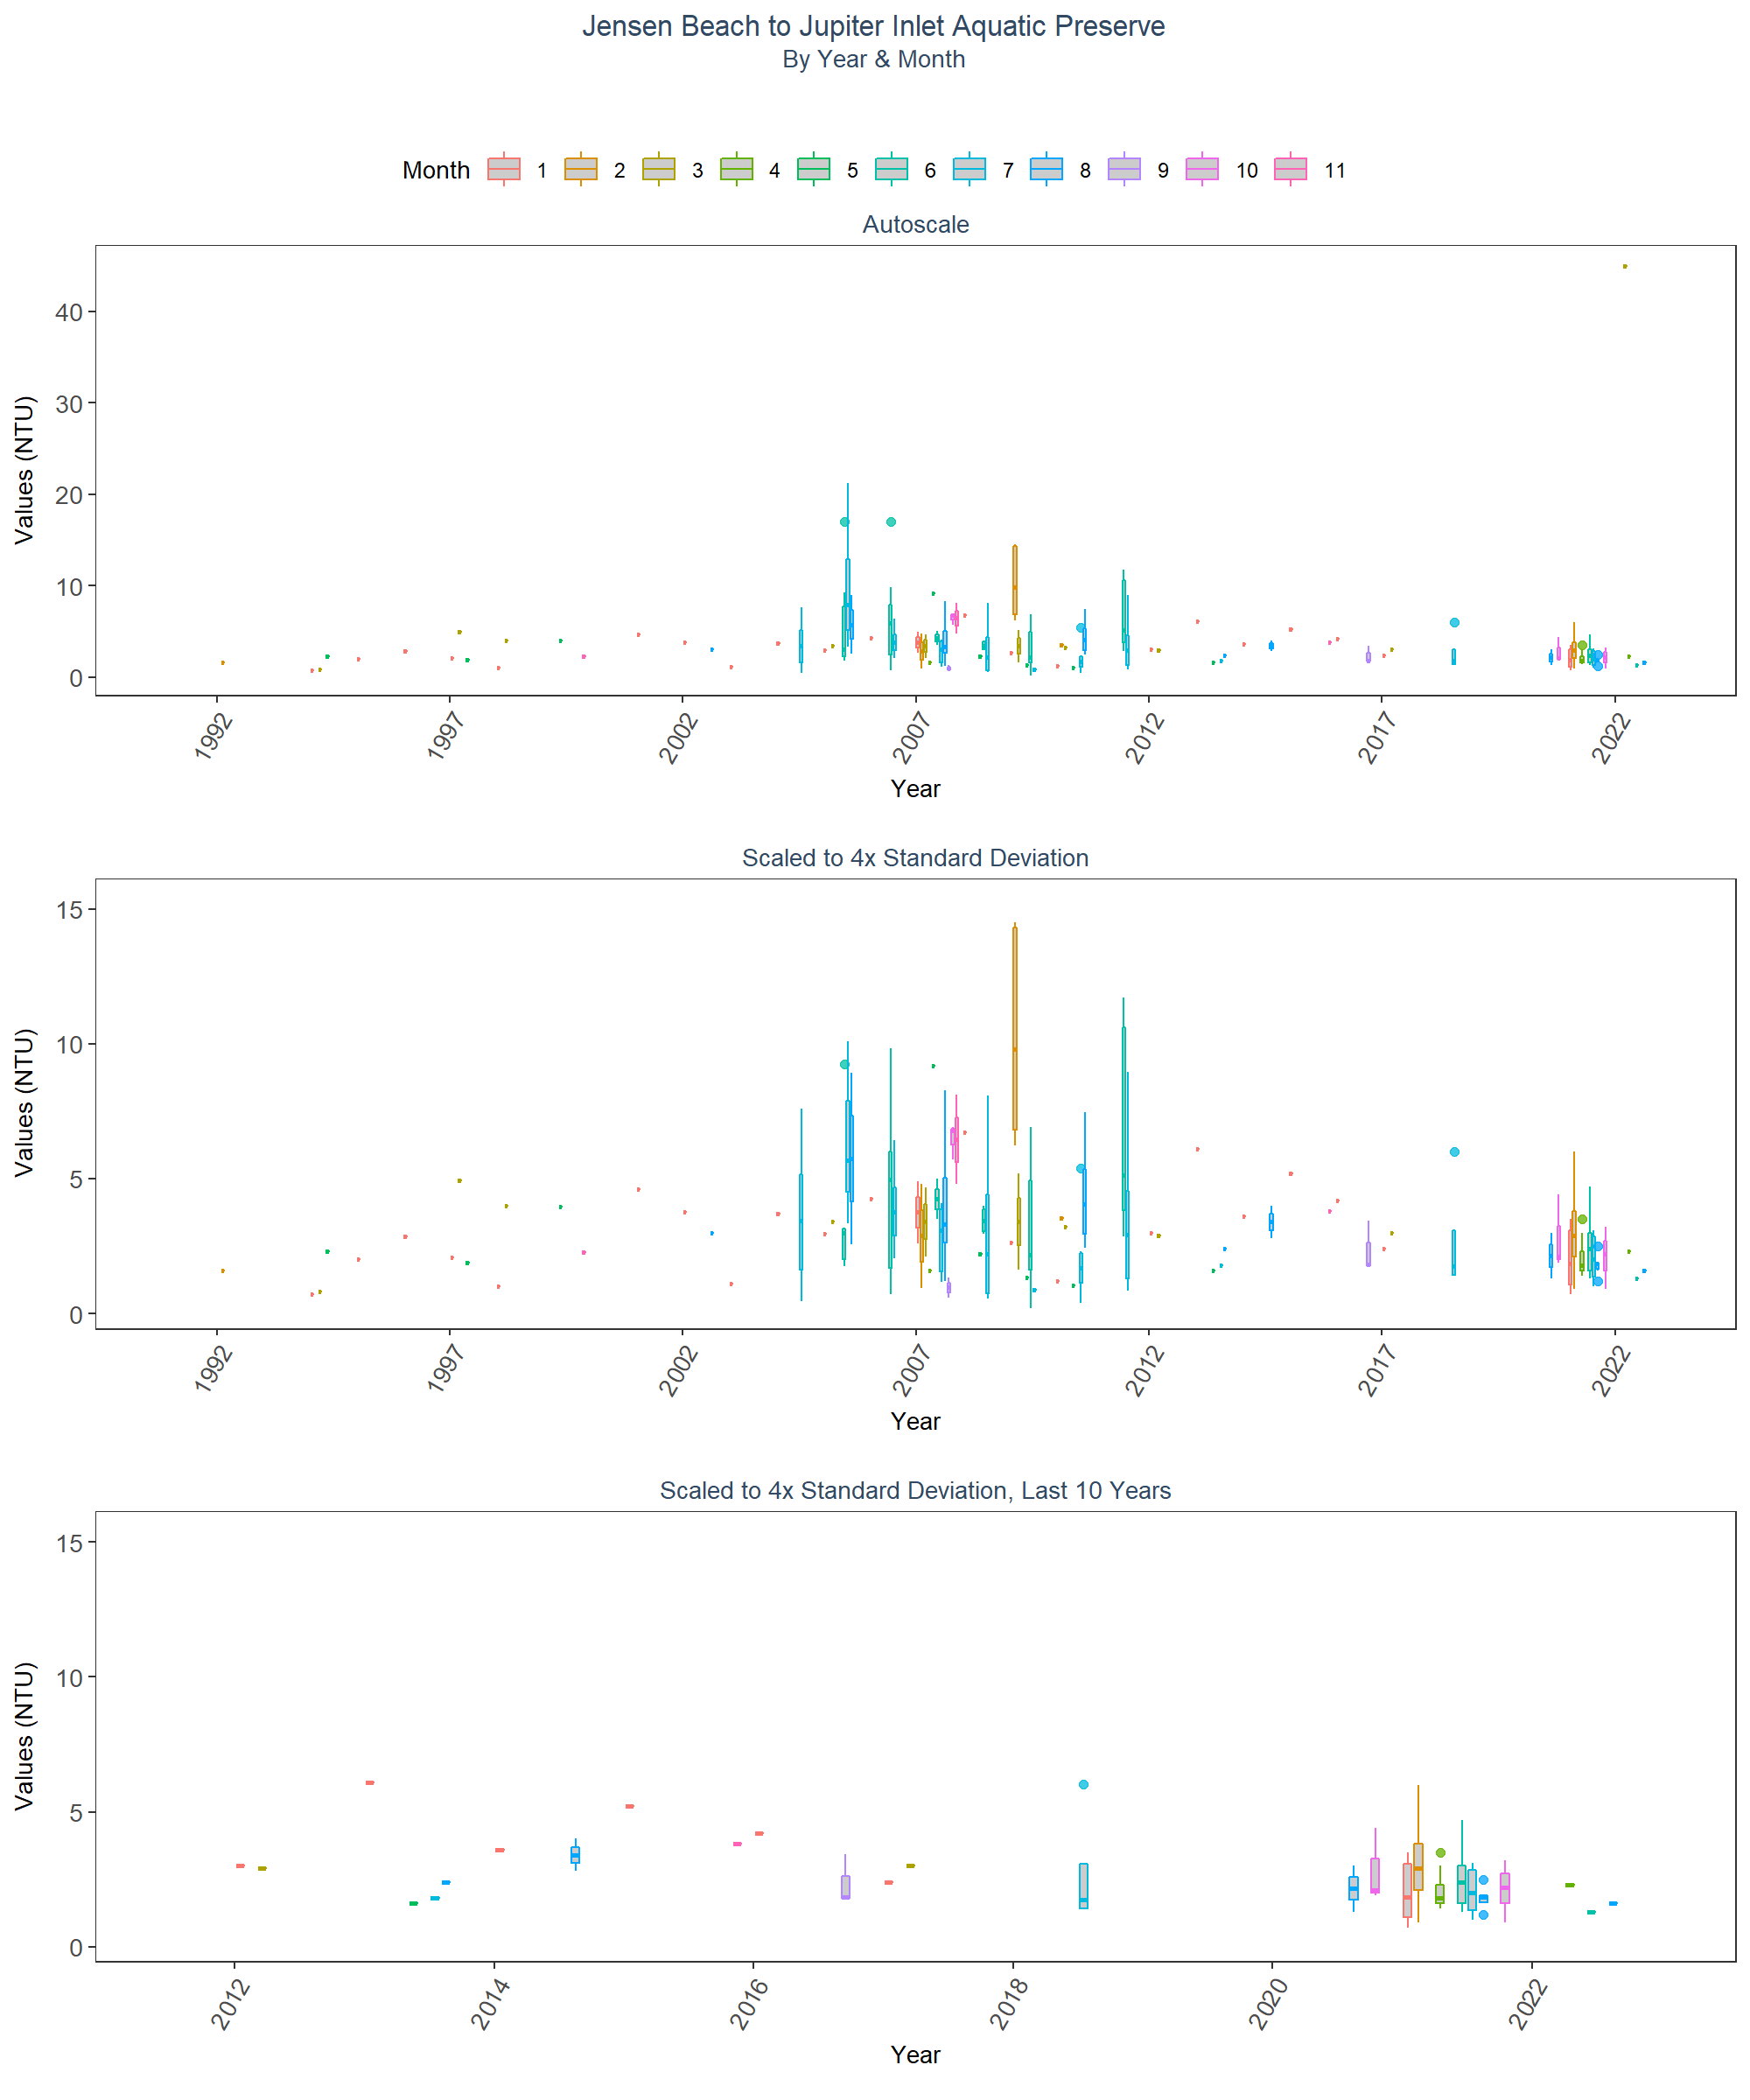 Jensen Beach to Jupiter Inlet Aquatic Preserve
By Year & Month
Month 1 2 3 4 5 6 7 8 9 10 11
Autoscale
Values (NTU)
40
30
20
10
0
1992 1997 2002 2007 2012 2017 2022
Year
Scaled to 4x Standard Deviation
Values (NTU)
15
10
5
0
1992 1997 2002 2007 2012 2017 2022
Year
Scaled to 4x Standard Deviation, Last 10 Years
Values (NTU)
15
10
5
0
2012 2014 2016 2018 2020 2022
Year